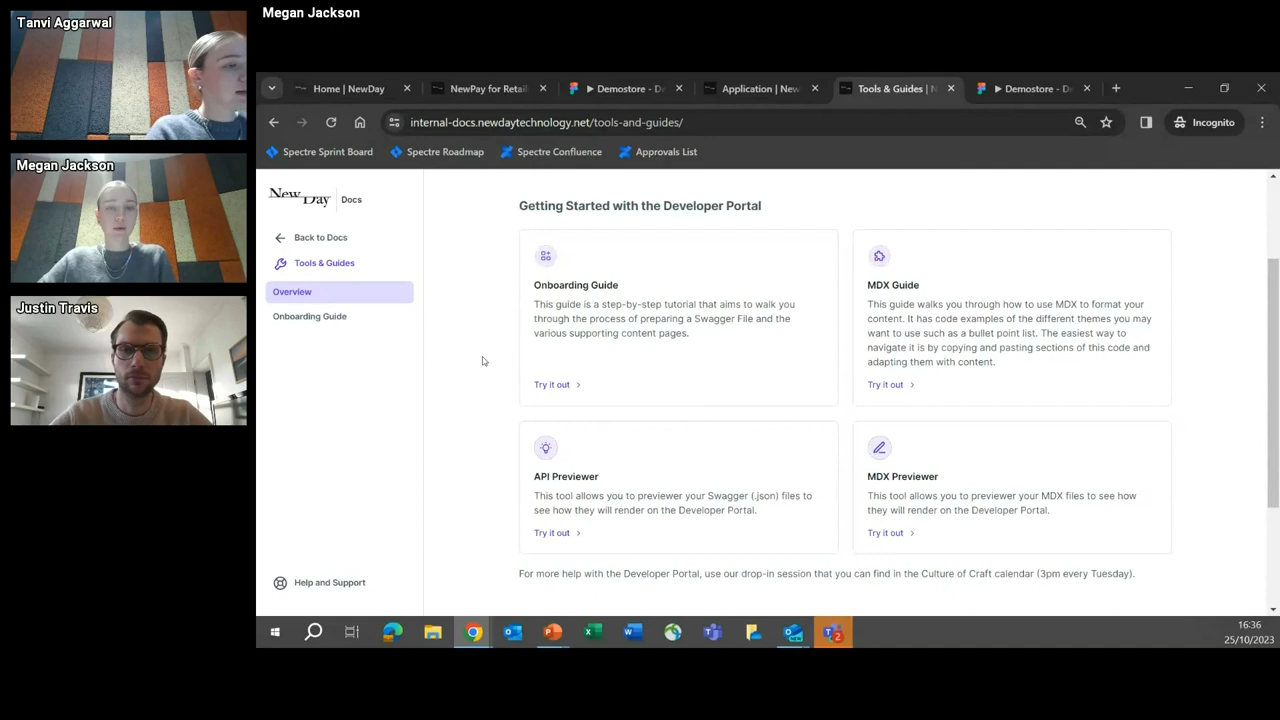 Tanvi Aggarwal
Megan Jackson
Justin Travis
Megan Jackson
Home | NewDay
NewPay for Retail
Demostore - De
Application | New
Tools & Guides | N
Demostore - De
internal-docs.newdaytechnology.net/tools-and-guides/
Incognito
Spectre Sprint Board
Spectre Roadmap
Spectre Confluence
Approvals List
New Day
Docs
Back to Docs
Tools & Guides
Overview
Onboarding Guide
Help and Support
Getting Started with the Developer Portal
Onboarding Guide
This guide is a step-by-step tutorial that aims to walk you
through the process of preparing a Swagger File and the
various supporting content pages.
Try it out
MDX Guide
This guide walks you through how to use MDX to format your
content. It has code examples of the different themes you
may want to use such as a bullet point list. The easiest way to
navigate it is by copying and pasting sections of this code and
adapting them with content.
Try it out
API Previewer
This tool allows you to previewer your Swagger (.json) files to
see how they will render on the Developer Portal.
Try it out
MDX Previewer
This tool allows you to previewer your MDX files to see how
they will render on the Developer Portal.
Try it out
For more help with the Developer Portal, use our drop-in session that you can find in the Culture of Craft calendar (3pm every Tuesday).
2
16:36
25/10/2023